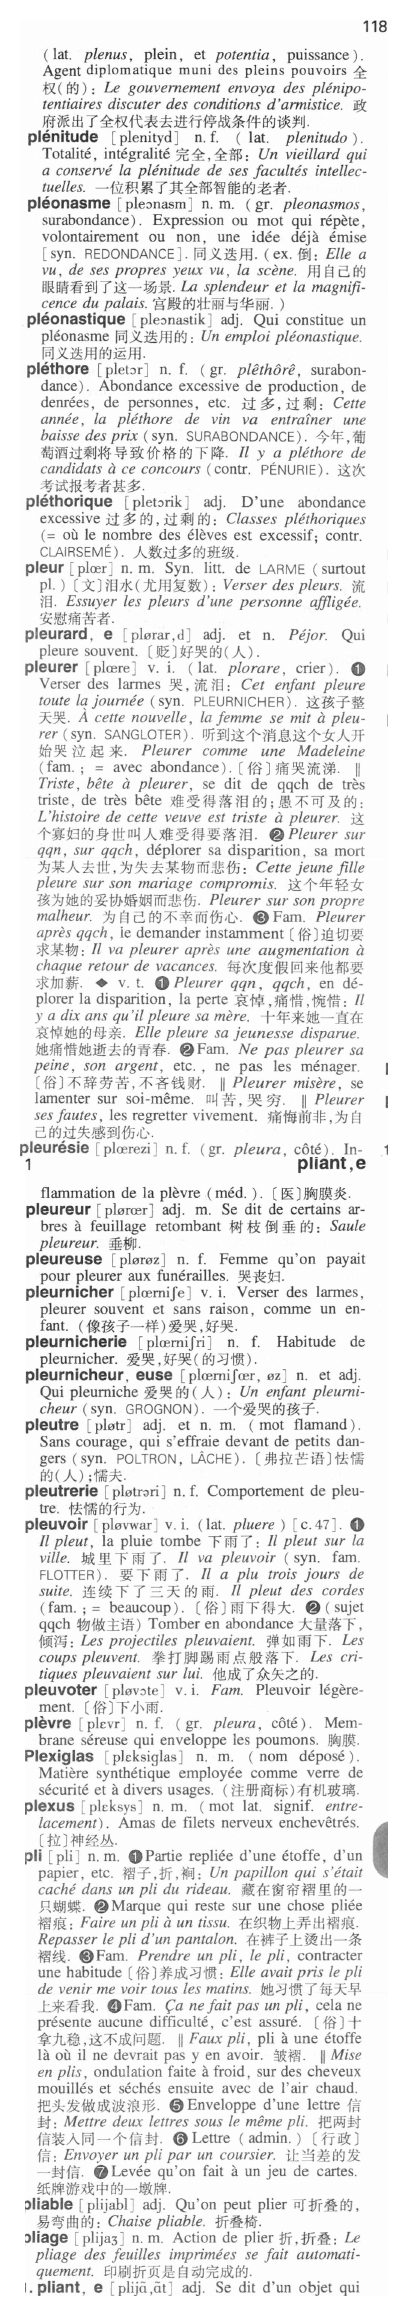 118
( lat. plenus, plein, et potentia, puissance).
Agent diplomatique muni des pleins pouvoirs 全
权(的) : Le gouvernement envoya des plénipo-
tentiaires discuter des conditions d'armistice. 政
府派出了全权代表去进行停战条件的谈判.
plénitude [plenityd] n. f. ( lat. plenitudo ).
Totalité, intégralité 完全,全部 : Un vieillard qui
a conservé la plénitude de ses facultés intellec-
tuelles. 一位积累了其全部智能的老者.
pléonasme [pleɔnasm] n. m. ( gr. pleonasmos,
surabondance). Expression ou mot qui répète,
volontairement ou non, une idée déjà émise
[ syn. REDONDANCE ]. 同义迭用. ( ex. 倒 : Elle a
vu, de ses propres yeux vu, la scène. 用自己的
眼睛看到了这一场景. La splendeur et la magnifi-
cence du palais. 宫殿的壮丽与华丽. )
pléonastique [pleɔnastik] adj. Qui constitue un
pléonasme 同义迭用的 : Un emploi pléonastique.
同义迭用的运用.
pléthore [pletɔr] n. f. ( gr. plêthôrê, surabon-
dance). Abondance excessive de production, de
denrées, de personnes, etc. 过多,过剩 : Cette
année, la pléthore de vin va entraîner une
baisse des prix ( syn. SURABONDANCE ). 今年,葡
萄酒过剩将导致价格的下降. Il y a pléthore de
candidats à ce concours ( contr. PÉNURIE ). 这次
考试报考者甚多.
pléthorique [pletɔrik] adj. D'une abondance
excessive 过多的,过剩的 : Classes pléthoriques
(= où le nombre des élèves est excessif; contr.
CLAIRSEMÉ ). 人数过多的班级.
pleur [plœr] n. m. Syn. litt. de LARME ( surtout
pl. ) 〔文〕泪水(尤用复数) : Verser des pleurs. 流
泪. Essuyer les pleurs d'une personne affligée.
安慰痛苦者.
pleurard, e [plørar,d] adj. et n. Péjor. Qui
pleure souvent. 〔贬〕好哭的(人).
pleurer [plœre] v. i. ( lat. plorare, crier). ❶
Verser des larmes 哭,流泪 : Cet enfant pleure
toute la journée ( syn. PLEURNICHER ). 这孩子整
天哭. À cette nouvelle, la femme se mit à pleu-
rer ( syn. SANGLOTER ). 听到这个消息这个女人开
始哭泣起来. Pleurer comme une Madeleine
(fam. ; = avec abondance). 〔俗〕痛哭流涕. ‖
Triste, bête à pleurer, se dit de qqch de très
triste, de très bête 难受得落泪的;愚不可及的 :
L'histoire de cette veuve est triste à pleurer. 这
个寡妇的身世叫人难受得要落泪. ❷ Pleurer sur
qqn, sur qqch, déplorer sa disparition, sa mort
为某人去世,为失去某物而悲伤 : Cette jeune fille
pleure sur son mariage compromis. 这个年轻女
孩为她的妥协婚姻而悲伤. Pleurer sur son propre
malheur. 为自己的不幸而伤心. ❸ Fam. Pleurer
après qqch, le demander instamment 〔俗〕迫切要
求某物 : Il va pleurer après une augmentation à
chaque retour de vacances. 每次度假回来他都要
求加薪. ◆ v. t. ❶ Pleurer qqn, qqch, en dé-
plorer la disparition, la perte 哀悼,痛惜,惋惜 : Il
y a dix ans qu'il pleure sa mère. 十年来她一直在
哀悼她的母亲. Elle pleure sa jeunesse disparue.
她痛惜她逝去的青春. ❷ Fam. Ne pas pleurer sa
peine, son argent, etc. , ne pas les ménager.
〔俗〕不辞劳苦,不吝钱财. ‖ Pleurer misère, se
lamenter sur soi-même. 叫苦,哭穷. ‖ Pleurer
ses fautes, les regretter vivement. 痛悔前非,为自
己的过失感到伤心.
pleurésie [plœrezi] n. f. ( gr. pleura, côté). In-
1 pliant,e
flammation de la plèvre ( méd. ). 〔医〕胸膜炎.
pleureur [plørœr] adj. m. Se dit de certains ar-
bres à feuillage retombant 树枝倒垂的 : Saule
pleureur. 垂柳.
pleureuse [plørøz] n. f. Femme qu'on payait
pour pleurer aux funérailles. 哭丧妇.
pleurnicher [plœrniʃe] v. i. Verser des larmes,
pleurer souvent et sans raison, comme un en-
fant. (像孩子一样)爱哭,好哭.
pleurnicherie [plœrniʃri] n. f. Habitude de
pleurnicher. 爱哭,好哭(的习惯).
pleurnicheur, euse [plœrniʃœr, øz] n. et adj.
Qui pleurniche 爱哭的(人) : Un enfant pleurni-
cheur ( syn. GROGNON ). 一个爱哭的孩子.
pleutre [pløtr] adj. et n. m. ( mot flamand).
Sans courage, qui s'effraie devant de petits dan-
gers ( syn. POLTRON, LÂCHE ). 〔弗拉芒语〕怯懦
的(人);懦夫.
pleutrerie [pløtrəri] n. f. Comportement de pleu-
tre. 怯懦的行为.
pleuvoir [pløvwar] v. i. ( lat. pluere ) [ c. 47]. ❶
Il pleut, la pluie tombe 下雨了 : Il pleut sur la
ville. 城里下雨了. Il va pleuvoir ( syn. fam.
FLOTTER ). 要下雨了. Il a plu trois jours de
suite. 连续下了三天的雨. Il pleut des cordes
( fam. ; = beaucoup). 〔俗〕雨下得大. ❷ ( sujet
qqch 物做主语) Tomber en abondance 大量落下,
倾泻 : Les projectiles pleuvaient. 弹如雨下. Les
coups pleuvent. 拳打脚踢雨点般落下. Les cri-
tiques pleuvaient sur lui. 他成了众矢之的.
pleuvoter [pløvɔte] v. i. Fam. Pleuvoir légère-
ment. 〔俗〕下小雨.
plèvre [plɛvr] n. f. ( gr. pleura, côté). Mem-
brane séreuse qui enveloppe les poumons. 胸膜.
Plexiglas [plɛksiglas] n. m. ( nom déposé).
Matière synthétique employée comme verre de
sécurité et à divers usages. (注册商标)有机玻璃.
plexus [plɛksys] n. m. ( mot lat. signif. entre-
lacement). Amas de filets nerveux enchevêtrés.
〔拉〕神经丛.
pli [pli] n. m. ❶ Partie repliée d'une étoffe, d'un
papier, etc. 褶子,折,裥 : Un papillon qui s'était
caché dans un pli du rideau. 藏在窗帘褶里的一
只蝴蝶. ❷ Marque qui reste sur une chose pliée
褶痕 : Faire un pli à un tissu. 在织物上弄出褶痕.
Repasser le pli d'un pantalon. 在裤子上烫出一条
褶线. ❸ Fam. Prendre un pli, le pli, contracter
une habitude 〔俗〕养成习惯 : Elle avait pris le pli
de venir me voir tous les matins. 她习惯了每天早
上来看我. ❹ Fam. Ça ne fait pas un pli, cela ne
présente aucune difficulté, c'est assuré. 〔俗〕十
拿九稳,这不成问题. ‖ Faux pli, pli à une étoffe
là où il ne devrait pas y en avoir. 皱褶. ‖ Mise
en plis, ondulation faite à froid, sur des cheveux
mouillés et séchés ensuite avec de l'air chaud.
把头发做成波浪形. ❺ Enveloppe d'une lettre 信
封 : Mettre deux lettres sous le même pli. 把两封
信装入同一个信封. ❻ Lettre ( admin. ) 〔行政〕
信 : Envoyer un pli par un coursier. 让当差的发
一封信. ❼ Levée qu'on fait à un jeu de cartes.
纸牌游戏中的一墩牌.
pliable [plijabl] adj. Qu'on peut plier 可折叠的,
易弯曲的 : Chaise pliable. 折叠椅.
pliage [plijaʒ] n. m. Action de plier 折,折叠 : Le
pliage des feuilles imprimées se fait automati-
quement. 印刷折页是自动完成的.
1. pliant, e [plijɑ̃,ɑ̃t] adj. Se dit d'un objet qui